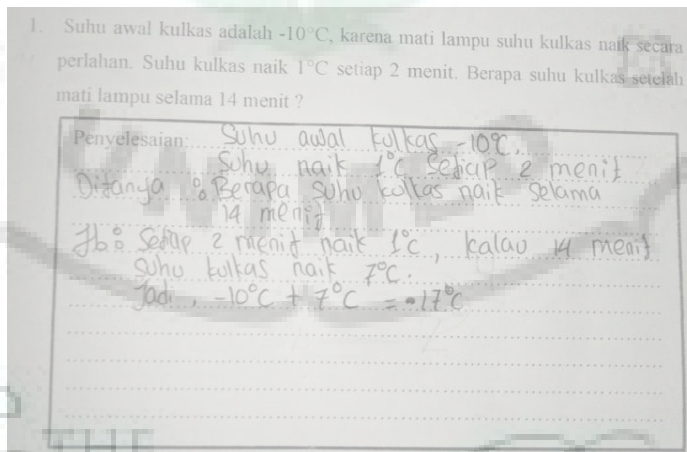 1. Suhu awal kulkas adalah -10°C, karena mati lampu suhu kulkas naik secara
perlahan. Suhu kulkas naik 1°C setiap 2 menit. Berapa suhu kulkas setelah
mati lampu selama 14 menit ?
Penyelesaian: Suhu awal kulkas -10°C.
Suhu naik 1°C setiap 2 menit
Ditanya : Berapa suhu kulkas naik selama
14 menit
Jb : Setiap 2 menit naik 1°C, kalau 14 menit
suhu kulkas naik 7°C.
Jadi, -10°C + 7°C = -17°C